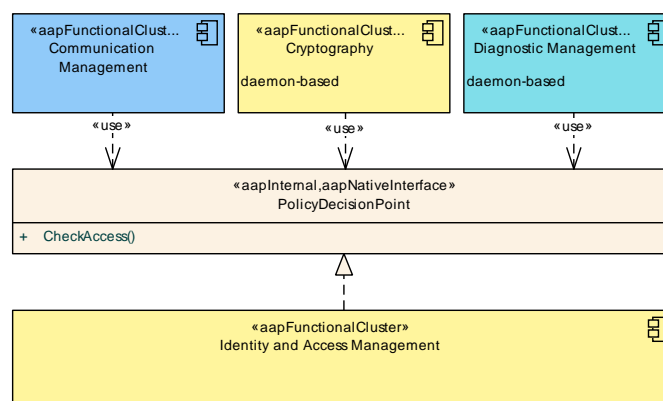 «aapFunctionalClust...
Communication
Management
«aapFunctionalClust...
Cryptography
daemon-based
«aapFunctionalClust...
Diagnostic Management
daemon-based
«use»
«use»
«use»
«aapInternal,aapNativeInterface»
PolicyDecisionPoint
+ CheckAccess()
«aapFunctionalCluster»
Identity and Access Management